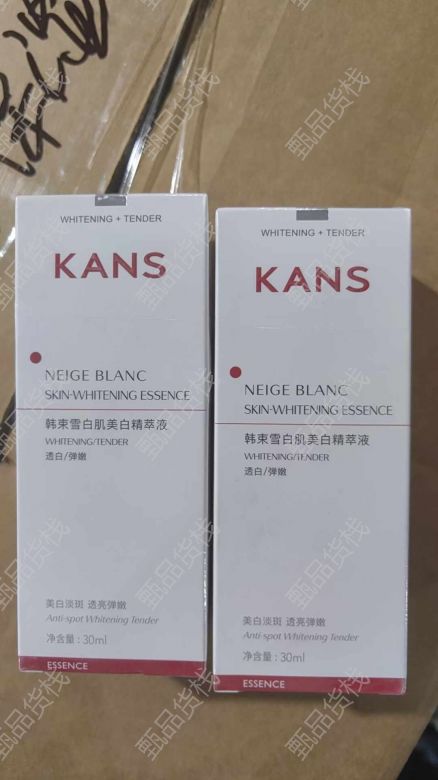 WHITENING + TENDER
KANS
NEIGE BLANC
SKIN-WHITENING ESSENCE
韩束雪白肌美白精萃液
WHITENING/TENDER
透白/弹嫩
美白淡斑 透亮弹嫩
Anti-spot Whitening Tender
净含量:30ml
ESSENCE
WHITENING + TENDER
KANS
NEIGE BLANC
SKIN-WHITENING ESSENCE
韩束雪白肌美白精萃液
WHITENING/TENDER
透白/弹嫩
美白淡斑 透亮弹嫩
Anti-spot Whitening Tender
净含量:30ml
ESSENCE
甄品货栈